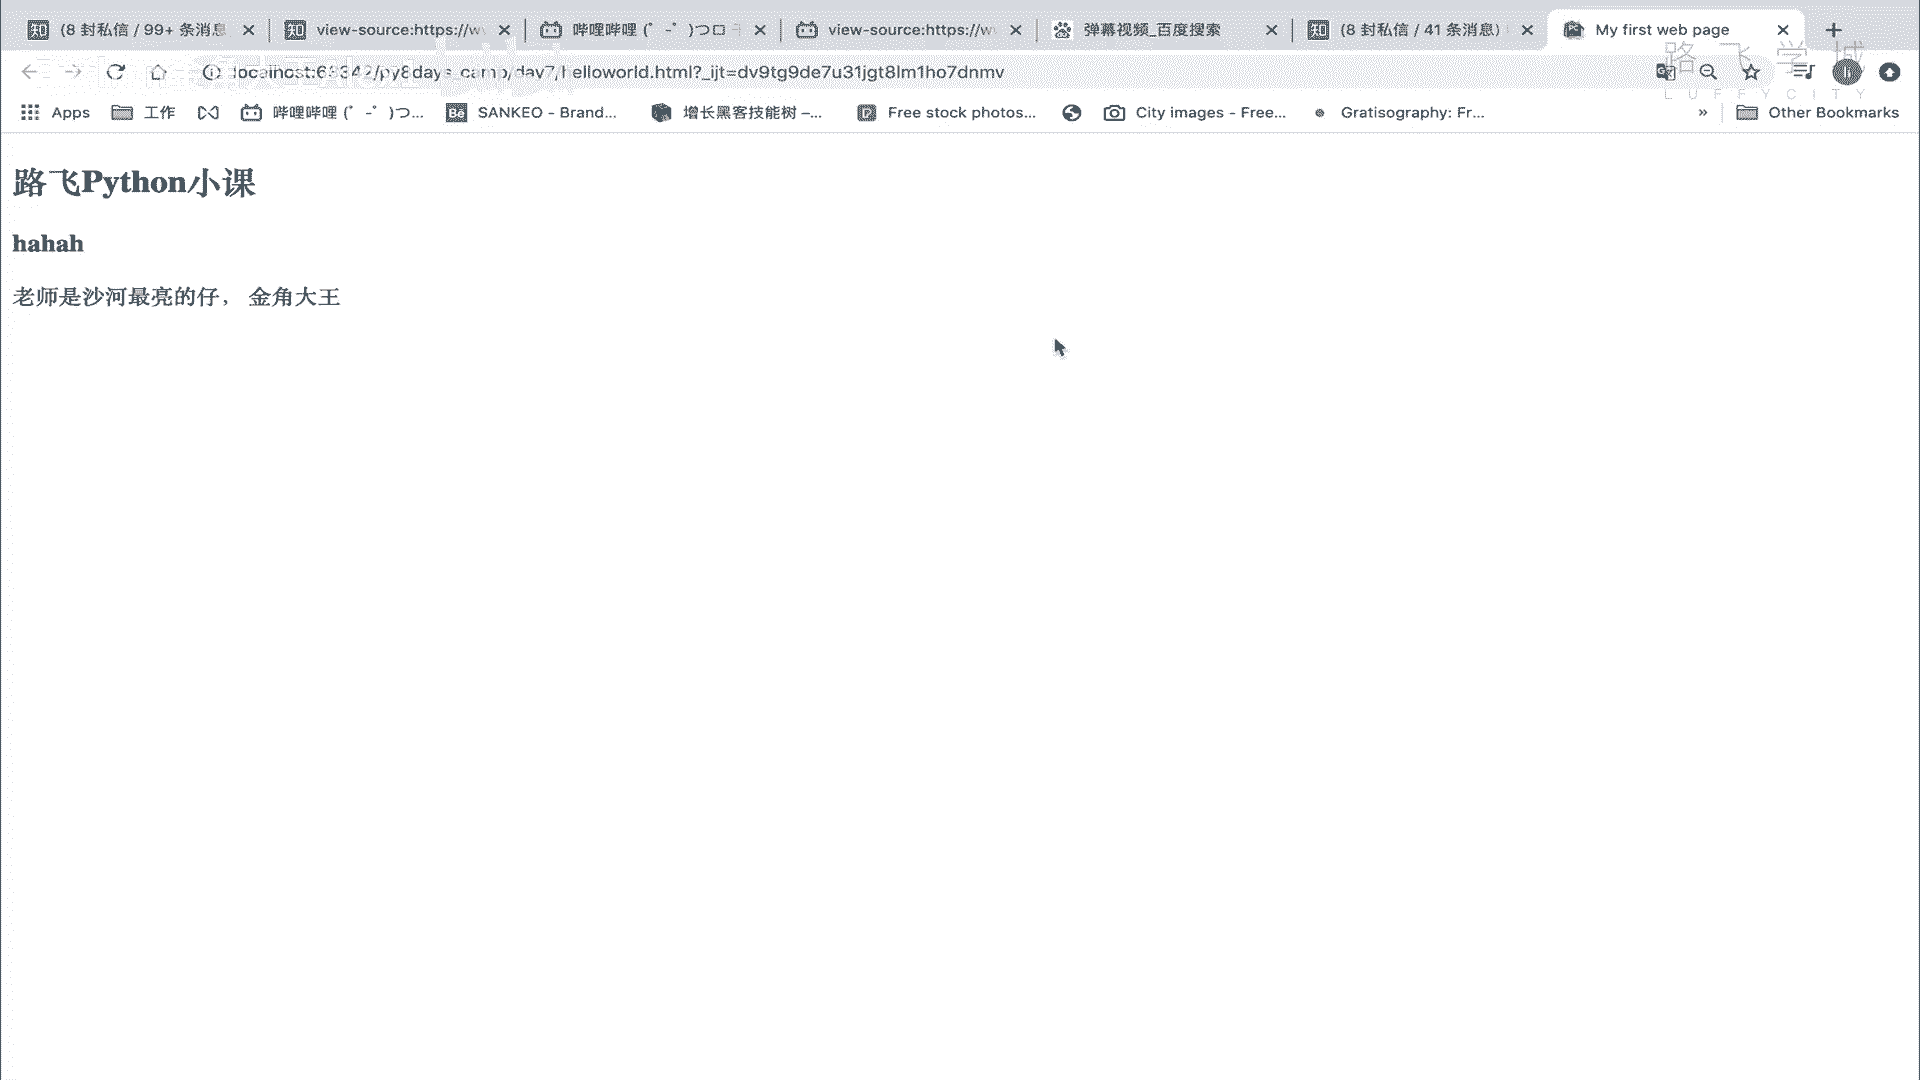 (8 封私信 / 99+ 条消息
view-source:https://w
哔哩哔哩 (゜-゜)つロ 干
view-source:https://w
弹幕视频_百度搜索
(8 封私信 / 41 条消息)
My first web page
localhost:63342/py8days_camp/day7/helloworld.html?_ijt=dv9tg9de7u31jgt8lm1ho7dnmv
路飞学城
LUFFYCITY
Apps
工作
哔哩哔哩 (゜-゜)つ...
SANKEO - Brand...
增长黑客技能树 –...
Free stock photos...
City images - Free...
Gratisography: Fr...
»
Other Bookmarks
路飞Python小课
hahah
老师是沙河最亮的仔， 金角大王